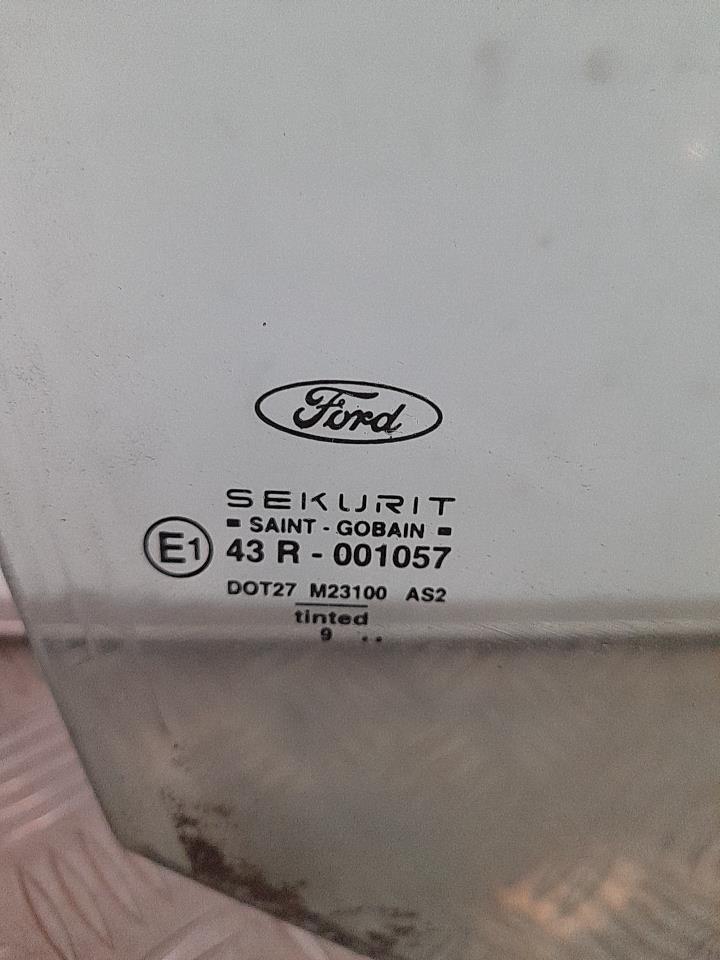 Ford
SEKURIT
SAINT - GOBAIN
E1 43 R - 001057
DOT27 M23100 AS2
tinted
9 ..